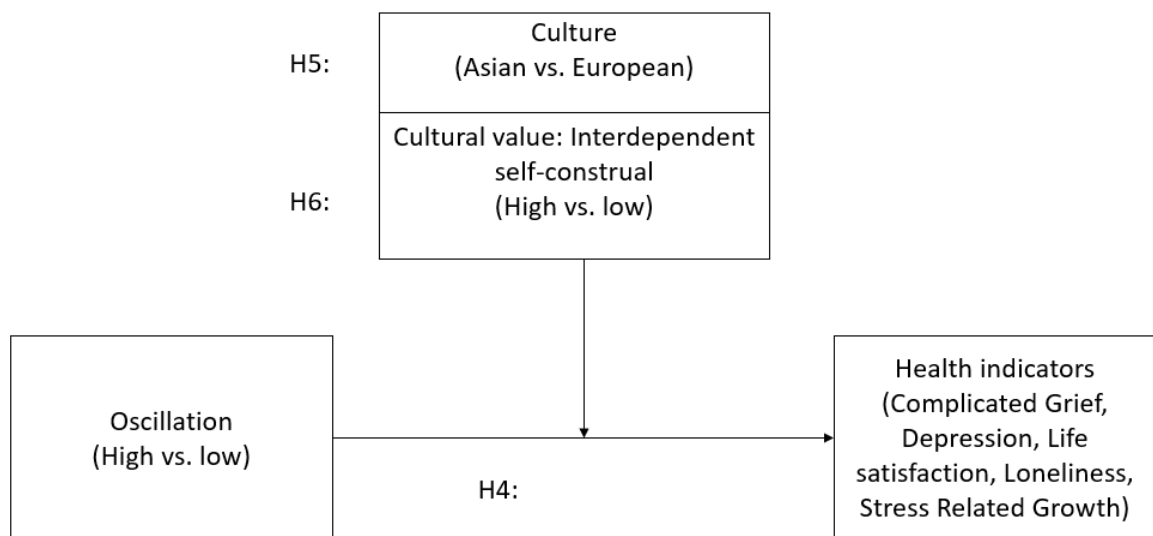 Culture
H5:
(Asian vs. European)
Cultural value: Interdependent
self-construal
H6:
(High vs. low)
Oscillation
(High vs. low)
H4:
Health indicators
(Complicated Grief,
Depression, Life
satisfaction, Loneliness,
Stress Related Growth)